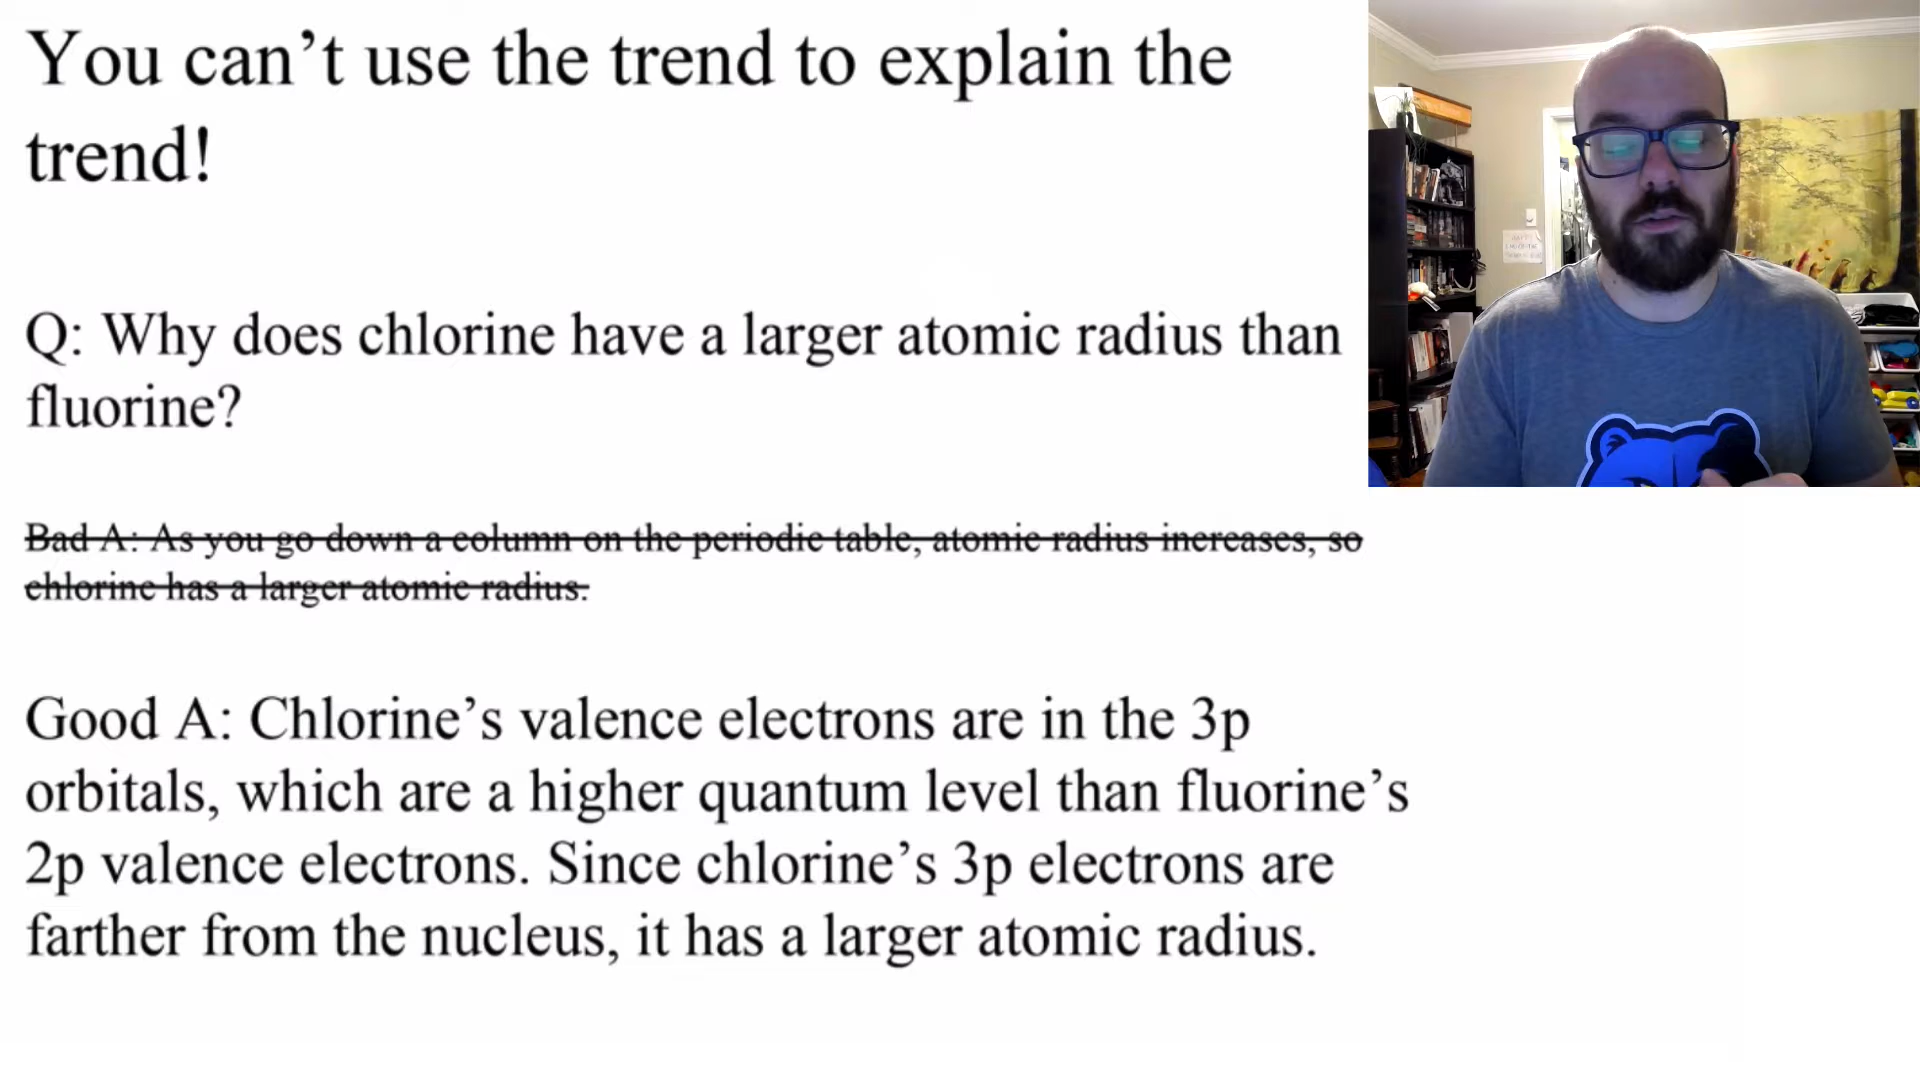 You can’t use the trend to explain the
trend!
Q: Why does chlorine have a larger atomic radius than
fluorine?
Bad A: As you go down a column on the periodic table, atomic radius increases, so
chlorine has a larger atomic radius.
Good A: Chlorine’s valence electrons are in the 3p
orbitals, which are a higher quantum level than fluorine’s
2p valence electrons. Since chlorine’s 3p electrons are
farther from the nucleus, it has a larger atomic radius.